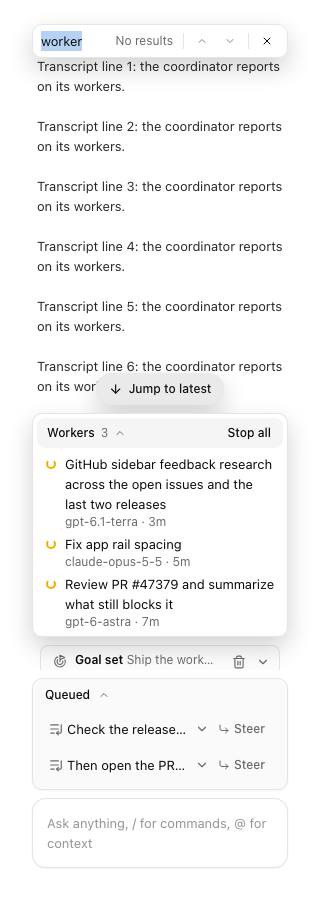 worker No results
Transcript line 1: the coordinator reports
on its workers.
Transcript line 2: the coordinator reports
on its workers.
Transcript line 3: the coordinator reports
on its workers.
Transcript line 4: the coordinator reports
on its workers.
Transcript line 5: the coordinator reports
on its workers.
Transcript line 6: the coordinator reports
on its wor
Jump to latest
Workers 3 Stop all
GitHub sidebar feedback research
across the open issues and the
last two releases
gpt-6.1-terra · 3m
Fix app rail spacing
claude-opus-5-5 · 5m
Review PR #47379 and summarize
what still blocks it
gpt-6-astra · 7m
Goal set Ship the work...
Queued
Check the release... Steer
Then open the PR... Steer
Ask anything, / for commands, @ for
context